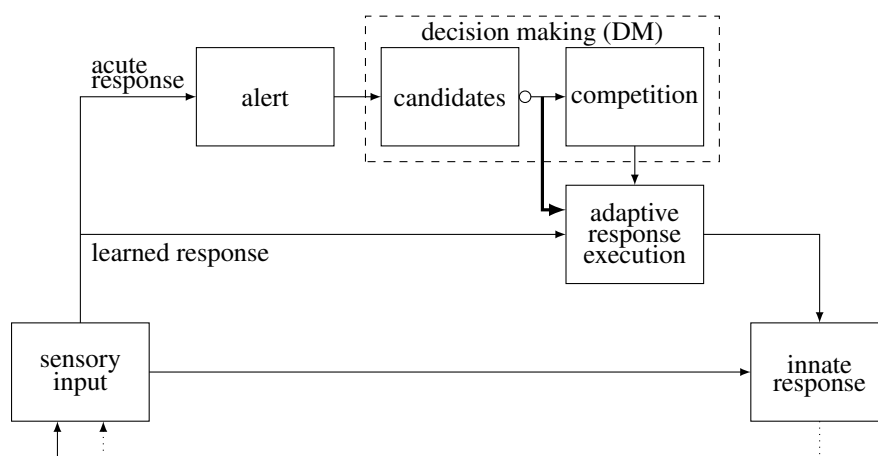 decision making (DM)
acute
response
alert
candidates
competition
adaptive
response
execution
learned response
sensory
input
innate
response